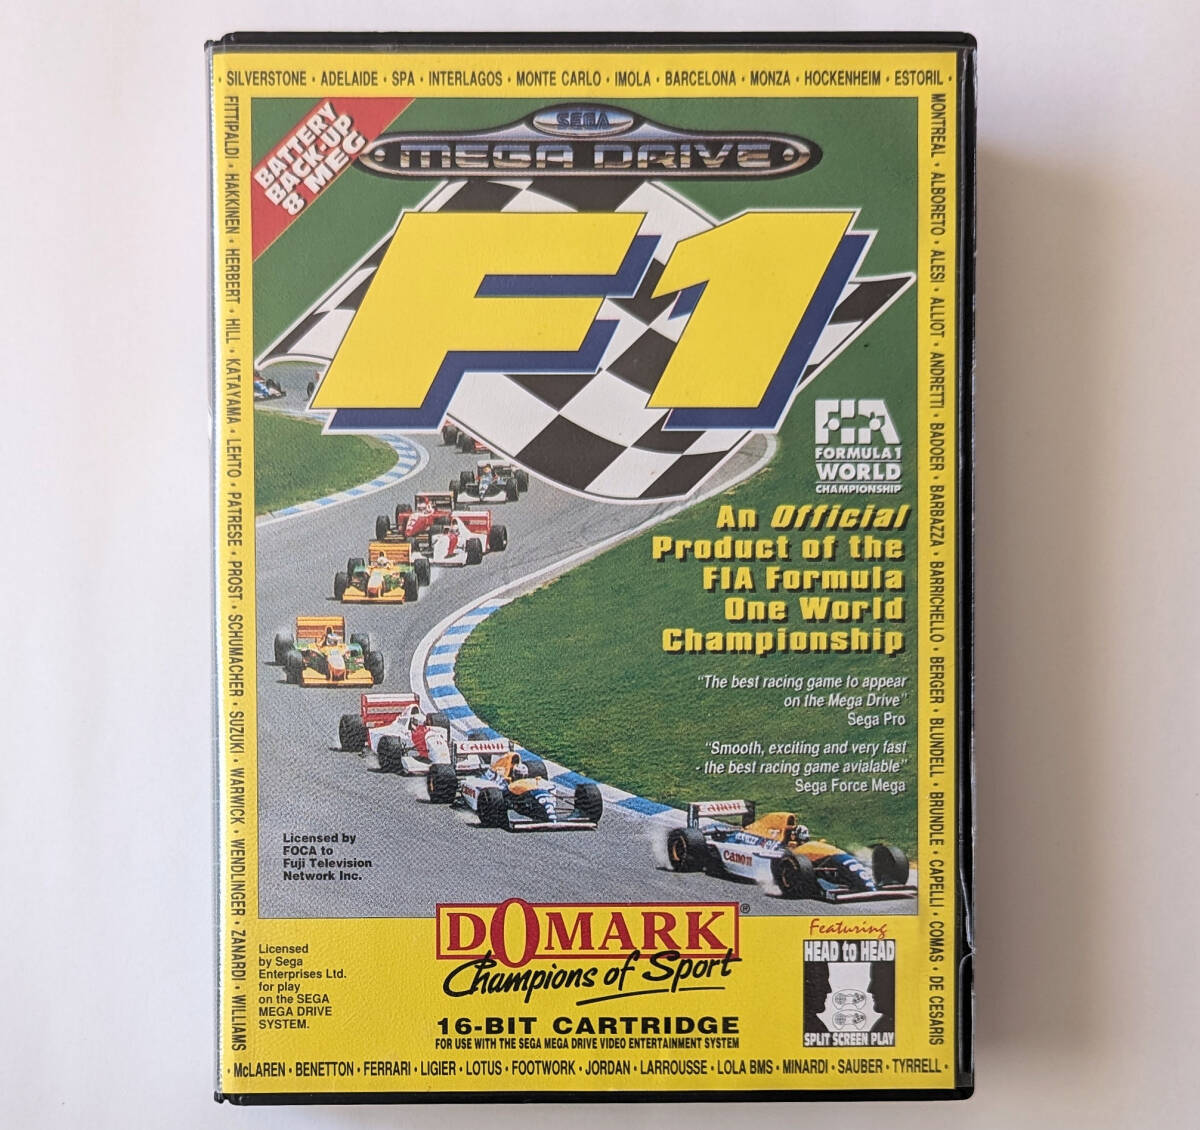 · SILVERSTONE · ADELAIDE · SPA · INTERLAGOS · MONTE CARLO · IMOLA · BARCELONA · MONZA · HOCKENHEIM · ESTORIL ·
MONTREAL · ALBORETO · ALESI · ALLIOT · ANDRETTI · BADOER · BARBAZZA · BARRICHELLO · BERGER · BLUNDELL · BRUNDLE · CAPELLI · COMAS · DE CESARIS
FITTIPALDI · HAKKINEN · HERBERT · HILL · KATAYAMA · LEHTO · PATRESE · PROST · SCHUMACHER · SUZUKI · WARWICK · WENDLINGER · ZANARDI · WILLIAMS
BATTERY
BACK-UP
8 MEG
SEGA
MEGA DRIVE
F1
FIA
FORMULA 1
WORLD
CHAMPIONSHIP
An Official
Product of the
FIA Formula
One World
Championship
"The best racing game to appear
on the Mega Drive"
Sega Pro
"Smooth, exciting and very fast
- the best racing game avialable"
Sega Force Mega
Canon
Canon
Canon
Licensed by
FOCA to
Fuji Television
Network Inc.
DOMARK®
Champions of Sport
Licensed
by Sega
Enterprises Ltd.
for play
on the SEGA
MEGA DRIVE
SYSTEM.
16-BIT CARTRIDGE
FOR USE WITH THE SEGA MEGA DRIVE VIDEO ENTERTAINMENT SYSTEM
Featuring
HEAD to HEAD
SPLIT SCREEN PLAY
· McLAREN · BENETTON · FERRARI · LIGIER · LOTUS · FOOTWORK · JORDAN · LARROUSSE · LOLA BMS · MINARDI · SAUBER · TYRRELL ·